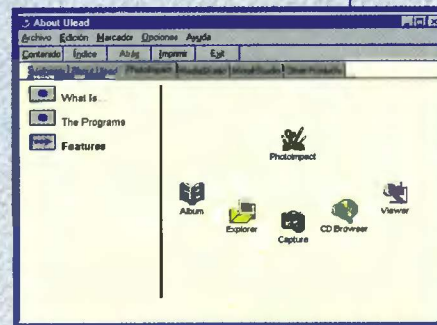 About Ulead
Archivo Edición Marcador Opciones Ayuda
Contenido Índice Atrás Imprimir Exit
PhotoImpact
What Is...
The Programs
Features
PhotoImpact
Album
Explorer
Capture
CD Browser
Viewer